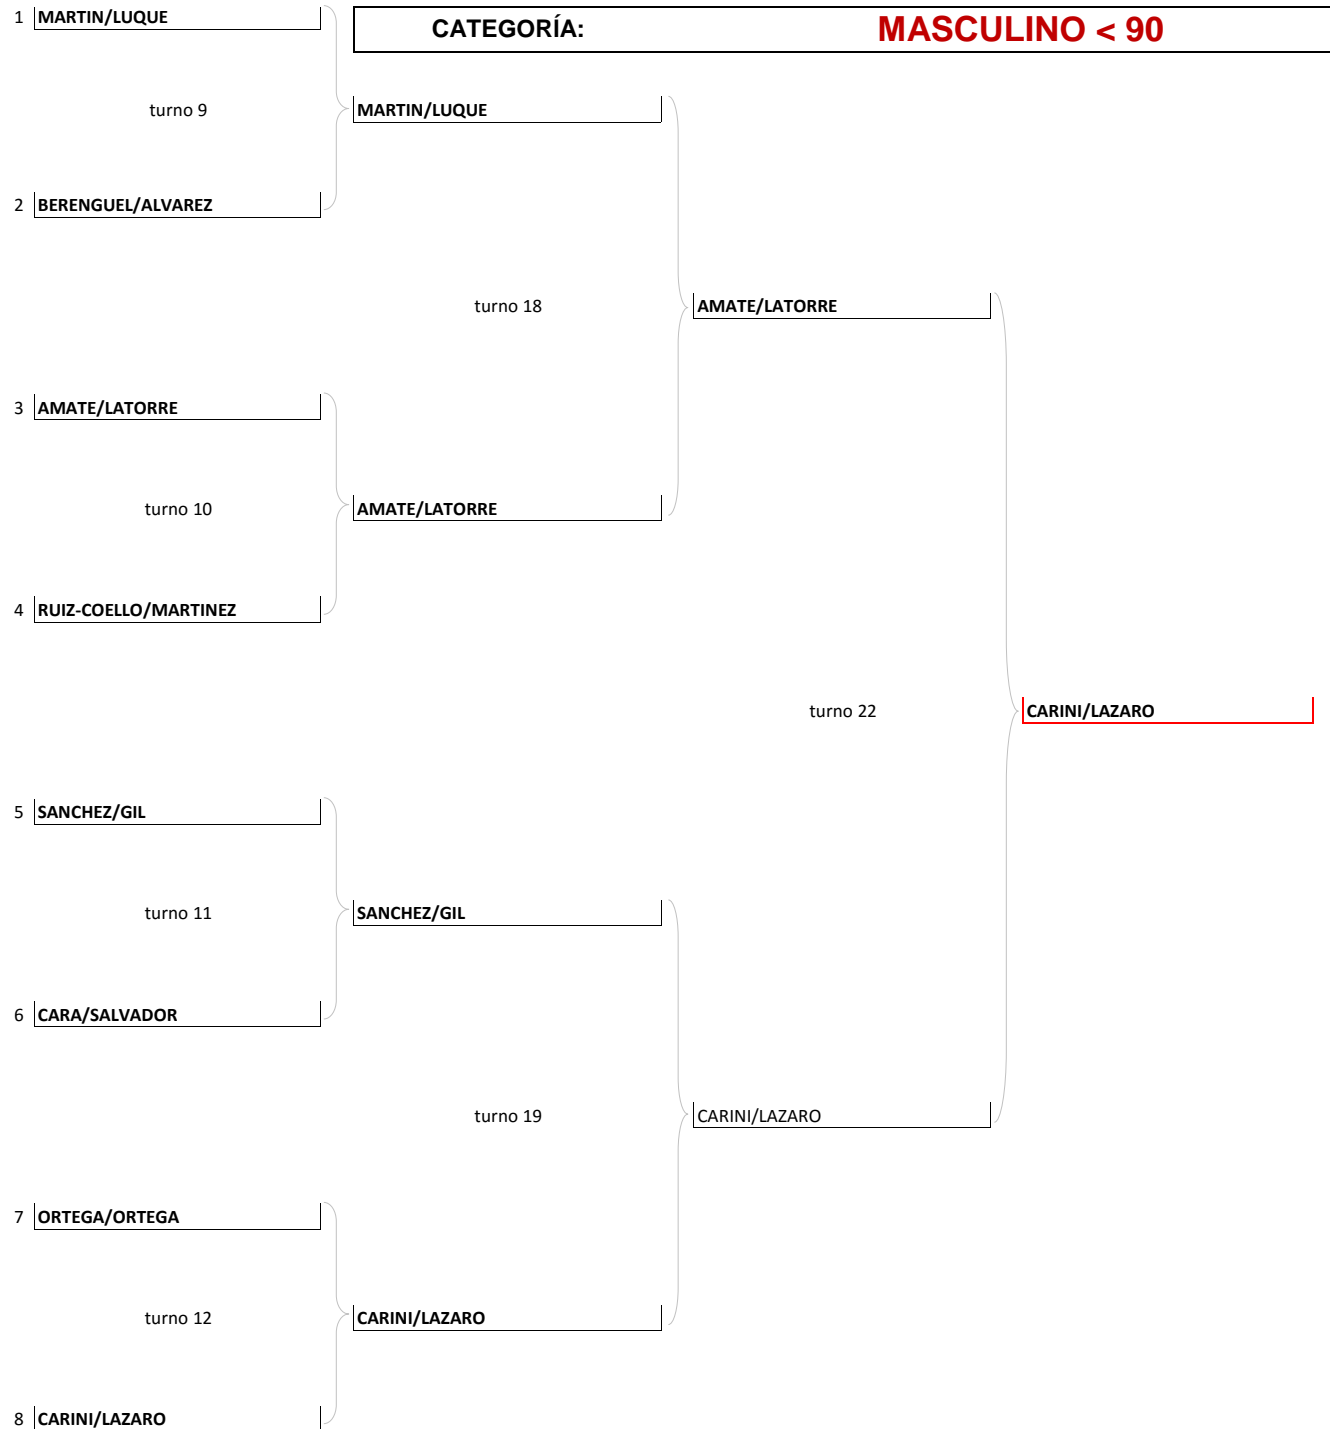 1 MARTIN/LUQUE
CATEGORÍA: MASCULINO < 90
turno 9
MARTIN/LUQUE
2 BERENGUEL/ALVAREZ
turno 18
AMATE/LATORRE
3 AMATE/LATORRE
turno 10
AMATE/LATORRE
4 RUIZ-COELLO/MARTINEZ
turno 22
CARINI/LAZARO
5 SANCHEZ/GIL
turno 11
SANCHEZ/GIL
6 CARA/SALVADOR
turno 19
CARINI/LAZARO
7 ORTEGA/ORTEGA
turno 12
CARINI/LAZARO
8 CARINI/LAZARO